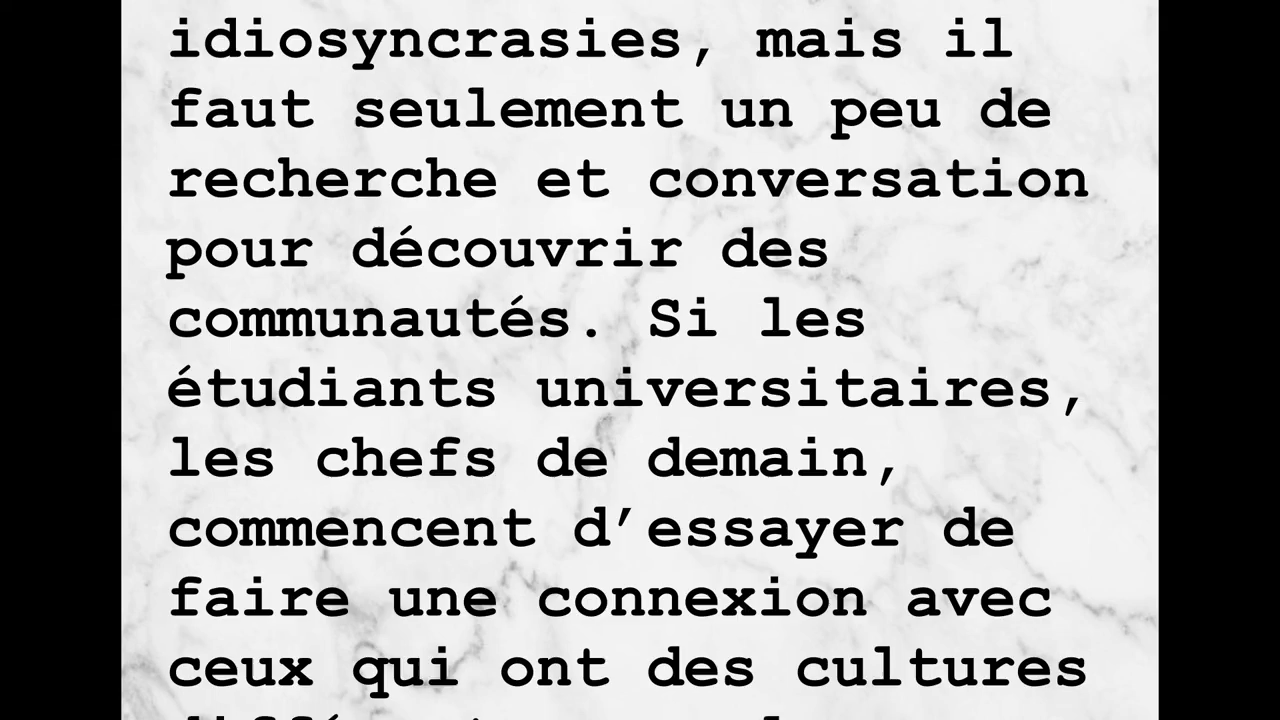 idiosyncrasies, mais il
faut seulement un peu de
recherche et conversation
pour découvrir des
communautés. Si les
étudiants universitaires,
les chefs de demain,
commencent d’essayer de
faire une connexion avec
ceux qui ont des cultures